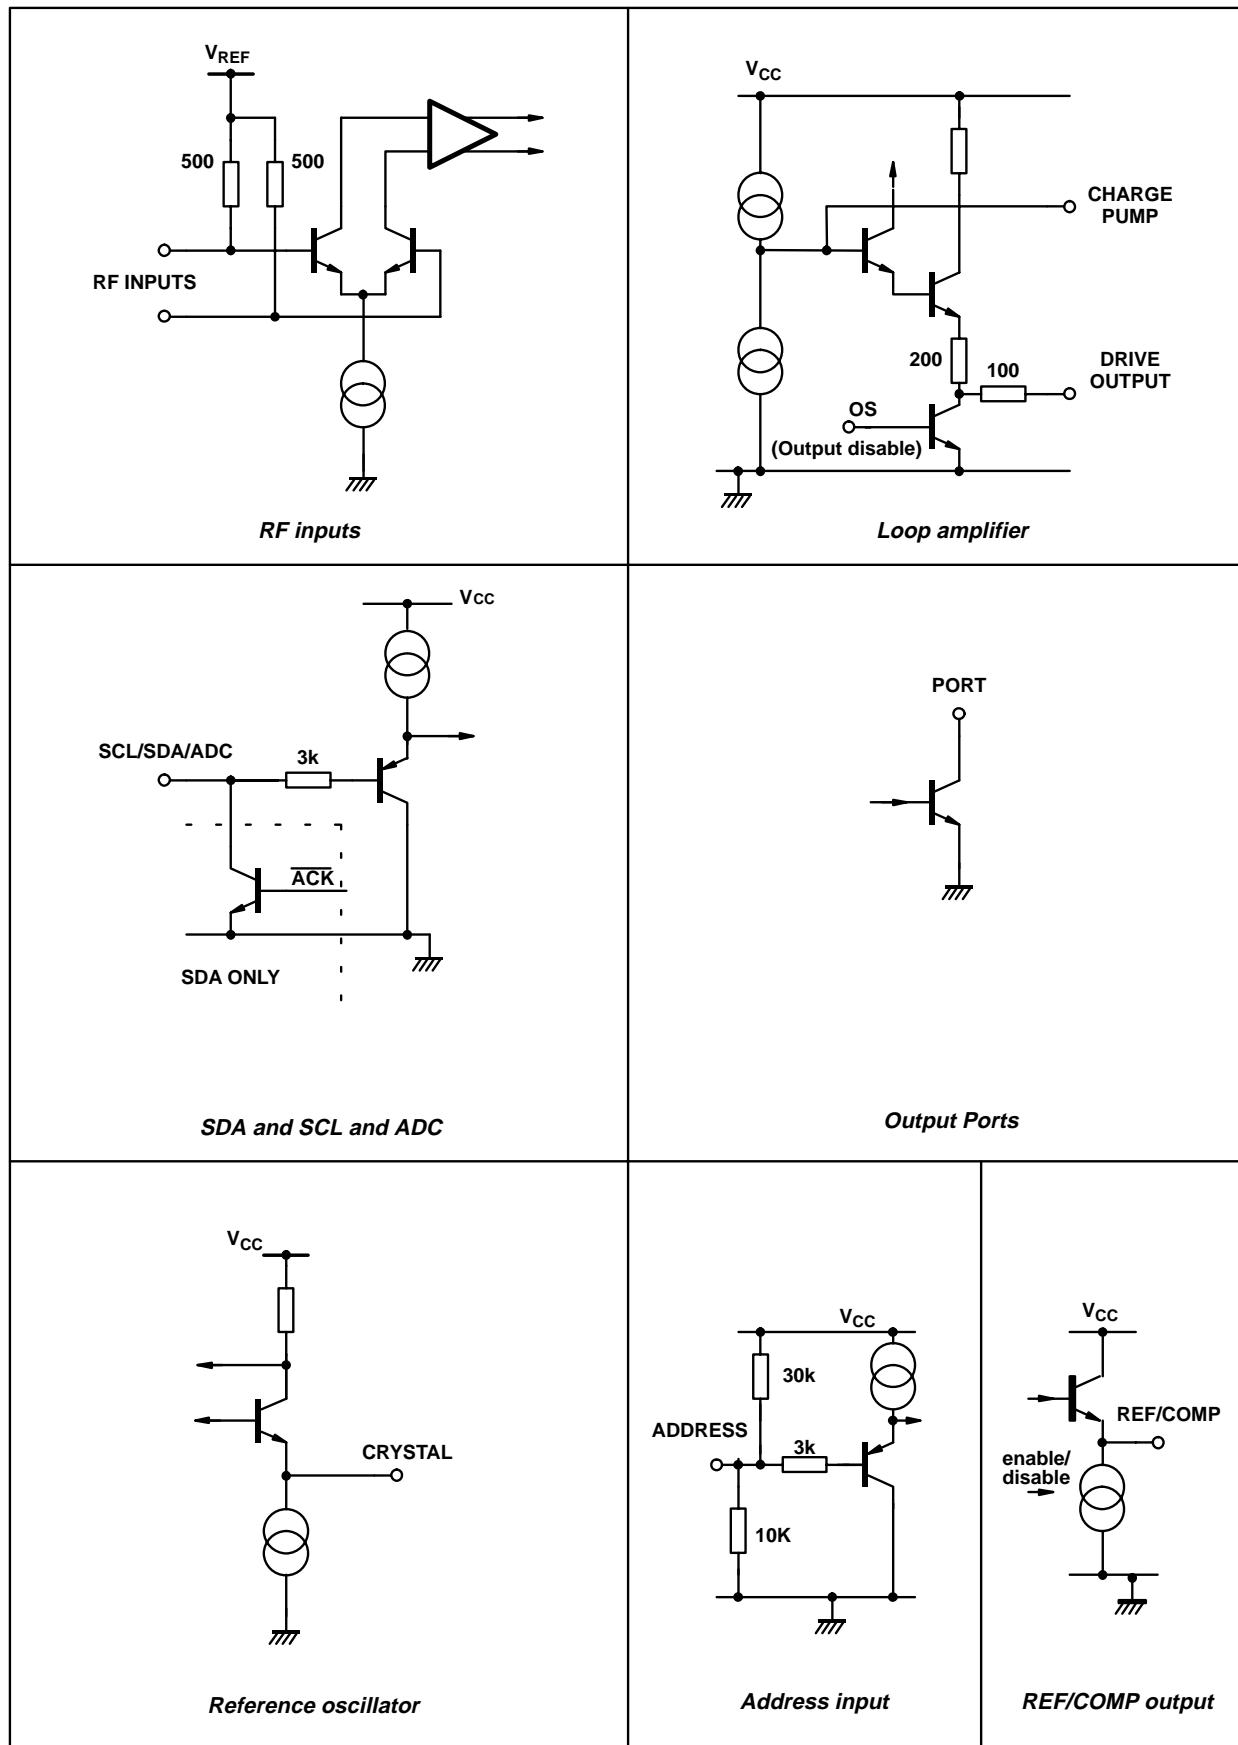 VREF
500
500
RF INPUTS
RF inputs
VCC
CHARGE
PUMP
200
100
DRIVE
OUTPUT
OS
(Output disable)
Loop amplifier
VCC
SCL/SDA/ADC
3k
ACK
SDA ONLY
SDA and SCL and ADC
PORT
Output Ports
VCC
CRYSTAL
Reference oscillator
VCC
30k
ADDRESS
3k
10K
Address input
VCC
REF/COMP
enable/
disable
REF/COMP output